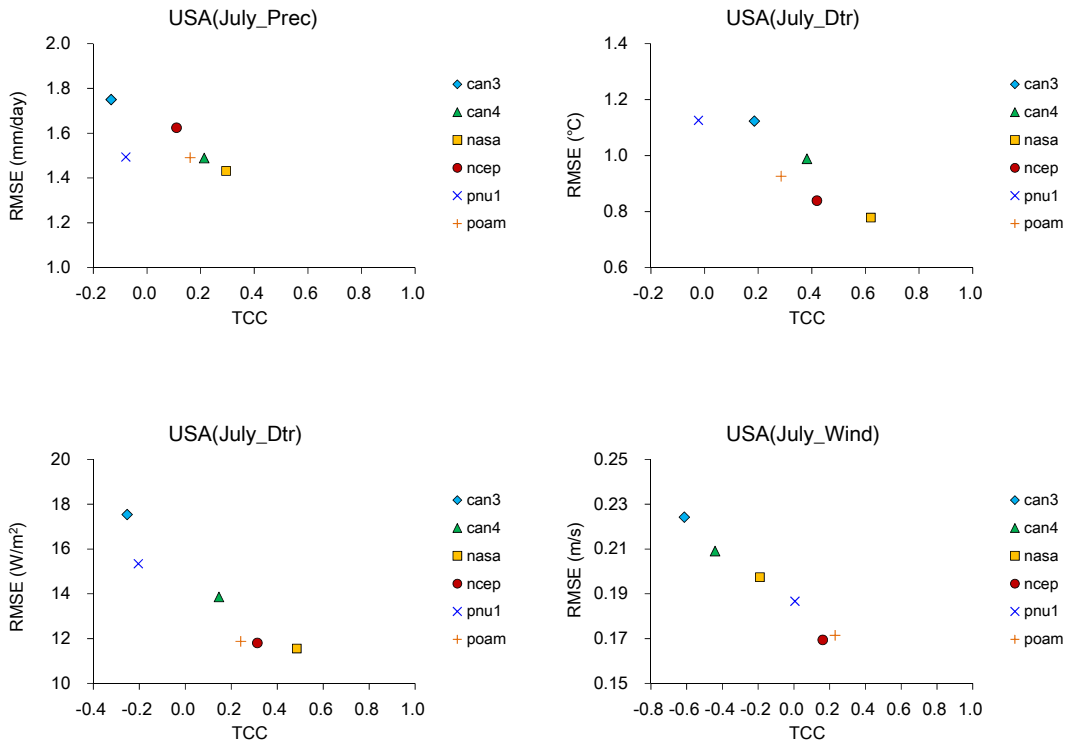 USA(July_Prec)
RMSE (mm/day)
2.0
1.8
1.6
1.4
1.2
1.0
-0.2 0.0 0.2 0.4 0.6 0.8 1.0
TCC
can3
can4
nasa
ncep
pnu1
poam
USA(July_Dtr)
RMSE (°C)
1.4
1.2
1.0
0.8
0.6
-0.2 0.0 0.2 0.4 0.6 0.8 1.0
TCC
can3
can4
nasa
ncep
pnu1
poam
USA(July_Dtr)
RMSE (W/m²)
20
18
16
14
12
10
-0.4 -0.2 0.0 0.2 0.4 0.6 0.8 1.0
TCC
can3
can4
nasa
ncep
pnu1
poam
USA(July_Wind)
RMSE (m/s)
0.25
0.23
0.21
0.19
0.17
0.15
-0.8 -0.6 -0.4 -0.2 0.0 0.2 0.4 0.6 0.8 1.0
TCC
can3
can4
nasa
ncep
pnu1
poam